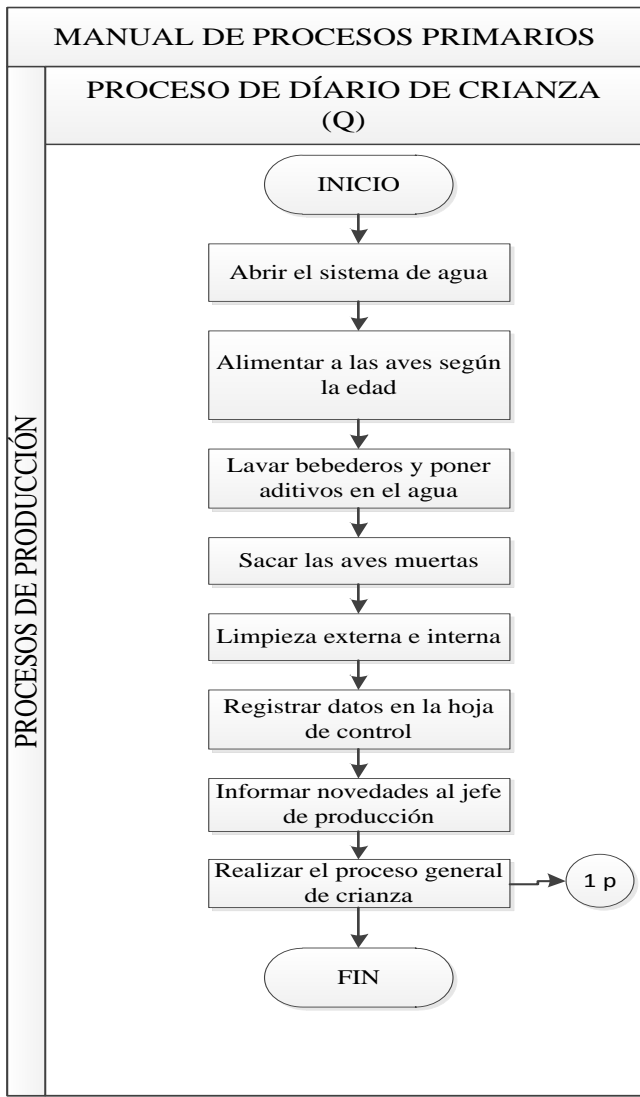 MANUAL DE PROCESOS PRIMARIOS
PROCESO DE DÍARIO DE CRIANZA
(Q)
PROCESOS DE PRODUCCIÓN
INICIO
Abrir el sistema de agua
Alimentar a las aves según
la edad
Lavar bebederos y poner
aditivos en el agua
Sacar las aves muertas
Limpieza externa e interna
Registrar datos en la hoja
de control
Informar novedades al jefe
de producción
Realizar el proceso general
de crianza
1 p
FIN